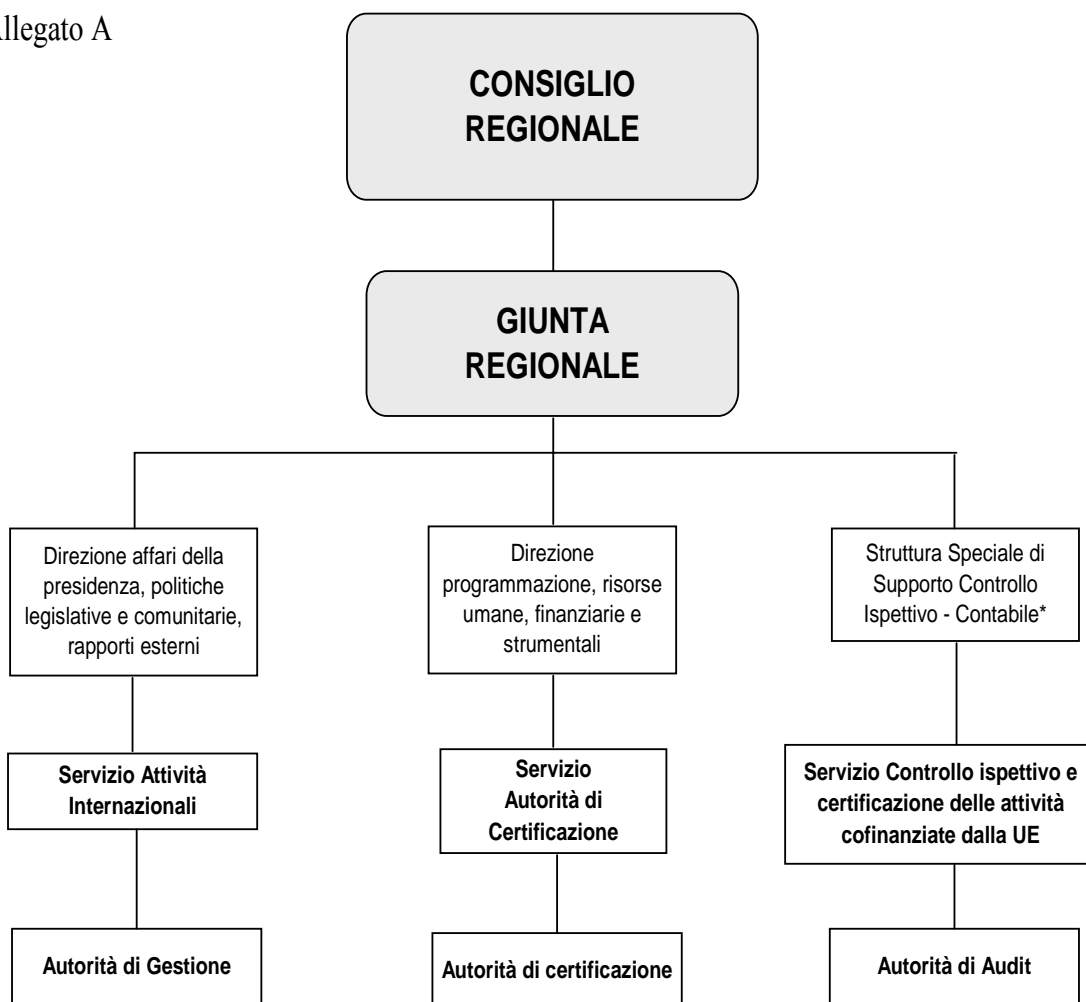 Allegato A
CONSIGLIO
REGIONALE
GIUNTA
REGIONALE
Direzione affari della
presidenza, politiche
legislative e comunitarie,
rapporti esterni
Direzione
programmazione, risorse
umane, finanziarie e
strumentali
Struttura Speciale di
Supporto Controllo
Ispettivo - Contabile*
Servizio Attività
Internazionali
Servizio
Autorità di
Certificazione
Servizio Controllo ispettivo e
certificazione delle attività
cofinanziate dalla UE
Autorità di Gestione
Autorità di certificazione
Autorità di Audit